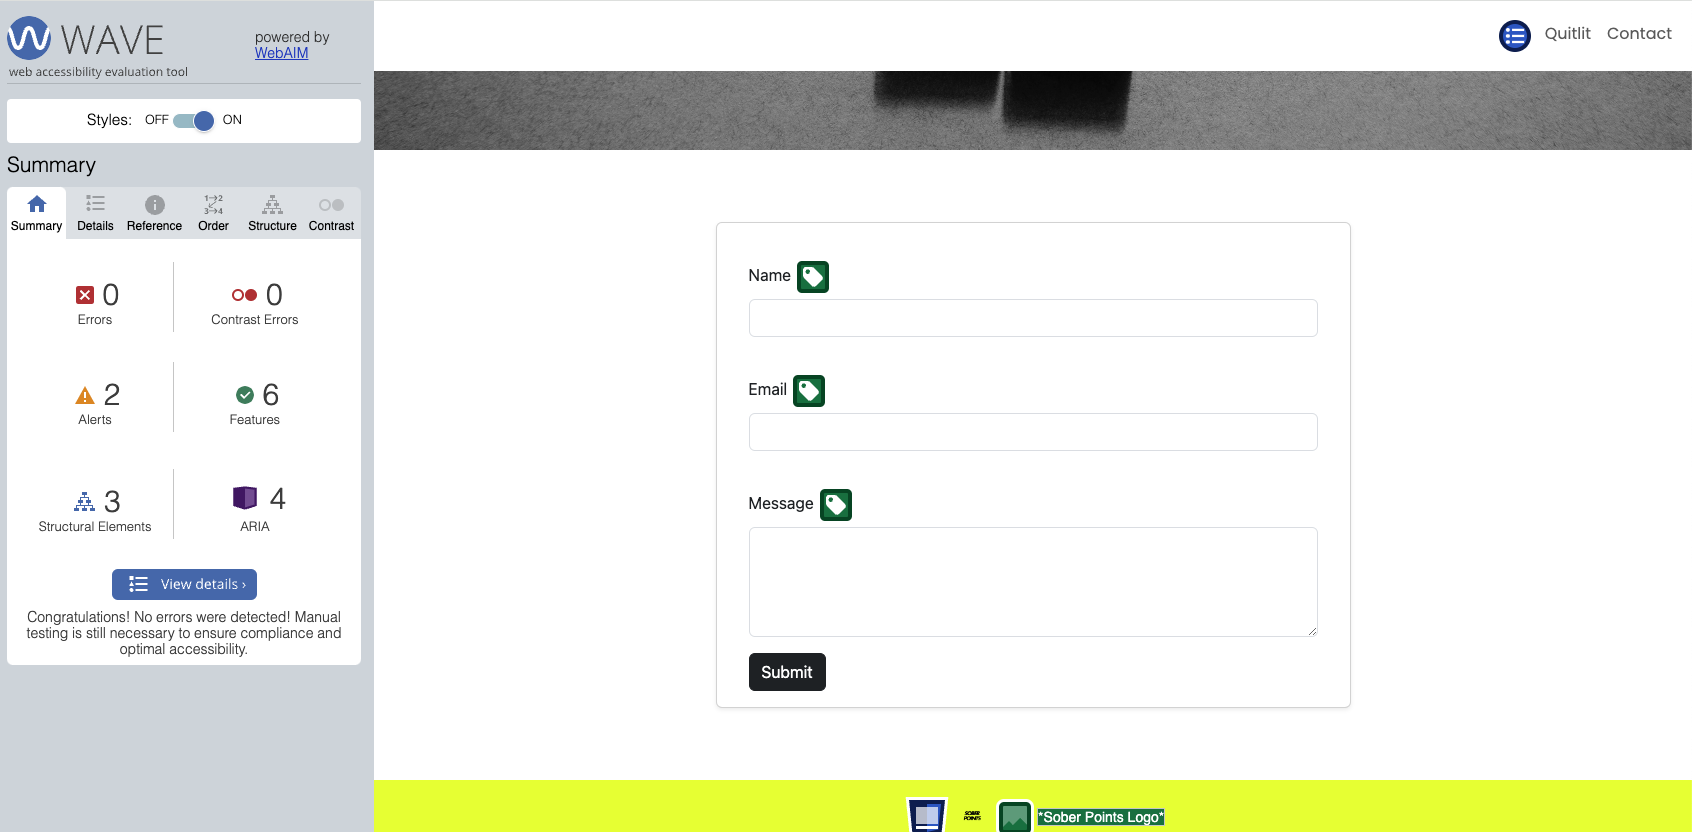 WAVE
powered by
WebAIM
web accessibility evaluation tool
Styles: OFF ON
Summary
Summary Details Reference Order Structure Contrast
0
Errors
0
Contrast Errors
2
Alerts
6
Features
3
Structural Elements
4
ARIA
View details ›
Congratulations! No errors were detected! Manual
testing is still necessary to ensure compliance and
optimal accessibility.
Quitlit Contact
Name
Email
Message
Submit
SOBER
POINTS
*Sober Points Logo*